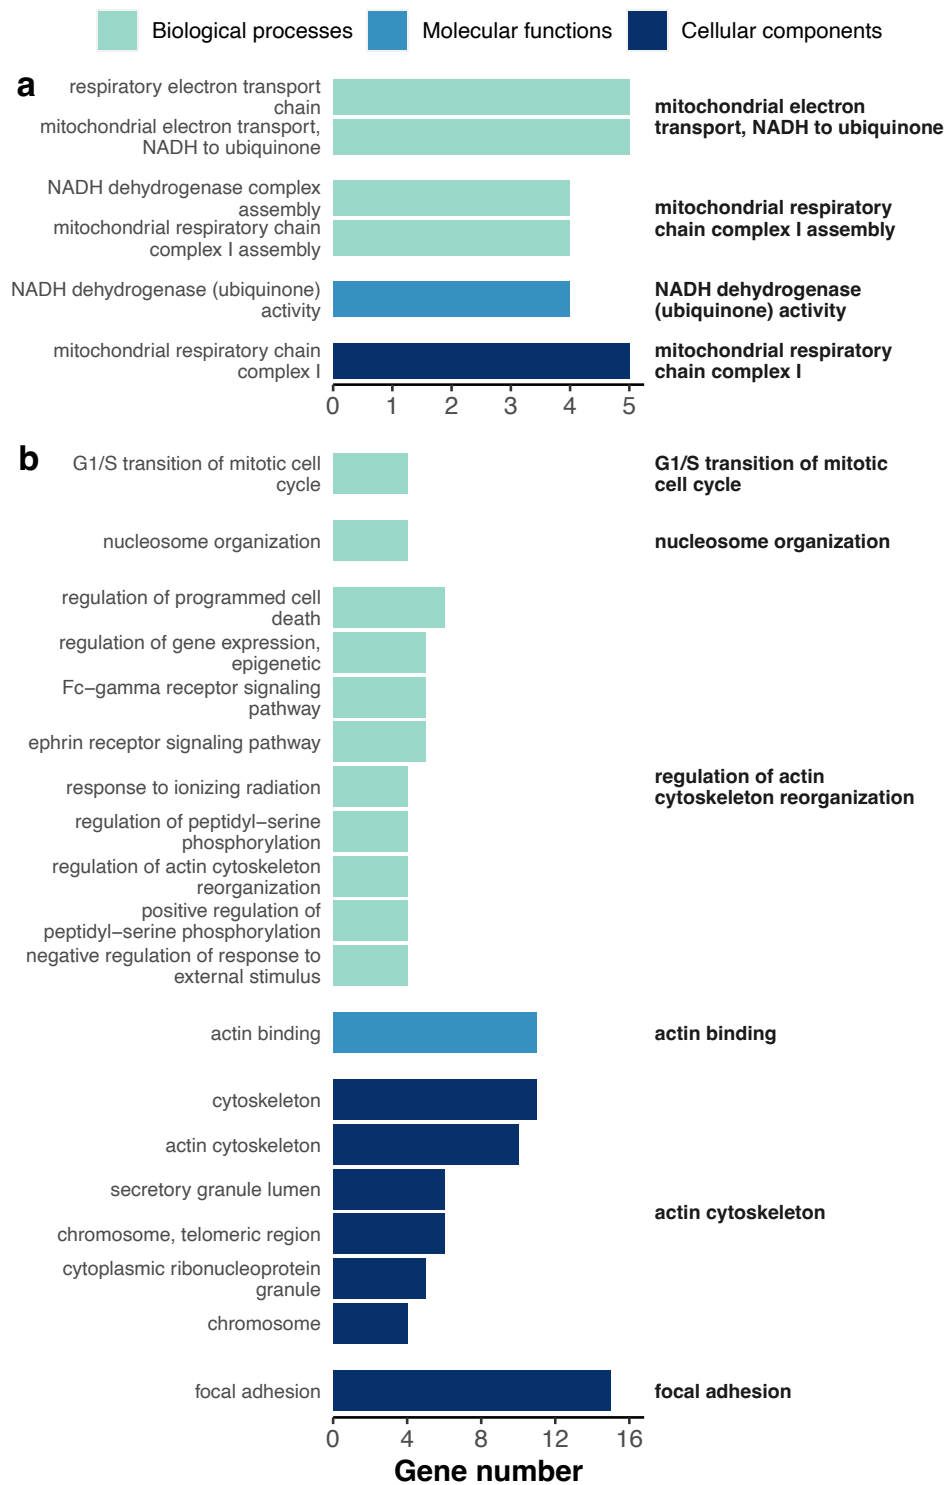 Biological processes Molecular functions Cellular components
a
respiratory electron transport
chain
mitochondrial electron transport,
NADH to ubiquinone
mitochondrial electron
transport, NADH to ubiquinone
NADH dehydrogenase complex
assembly
mitochondrial respiratory chain
complex I assembly
mitochondrial respiratory
chain complex I assembly
NADH dehydrogenase (ubiquinone)
activity
NADH dehydrogenase
(ubiquinone) activity
mitochondrial respiratory chain
complex I
mitochondrial respiratory
chain complex I
0 1 2 3 4 5
b
G1/S transition of mitotic cell
cycle
G1/S transition of mitotic
cell cycle
nucleosome organization
nucleosome organization
regulation of programmed cell
death
regulation of gene expression,
epigenetic
Fc−gamma receptor signaling
pathway
ephrin receptor signaling pathway
response to ionizing radiation
regulation of peptidyl−serine
phosphorylation
regulation of actin cytoskeleton
reorganization
positive regulation of
peptidyl−serine phosphorylation
negative regulation of response to
external stimulus
regulation of actin
cytoskeleton reorganization
actin binding
actin binding
cytoskeleton
actin cytoskeleton
secretory granule lumen
chromosome, telomeric region
cytoplasmic ribonucleoprotein
granule
chromosome
actin cytoskeleton
focal adhesion
focal adhesion
0 4 8 12 16
Gene number